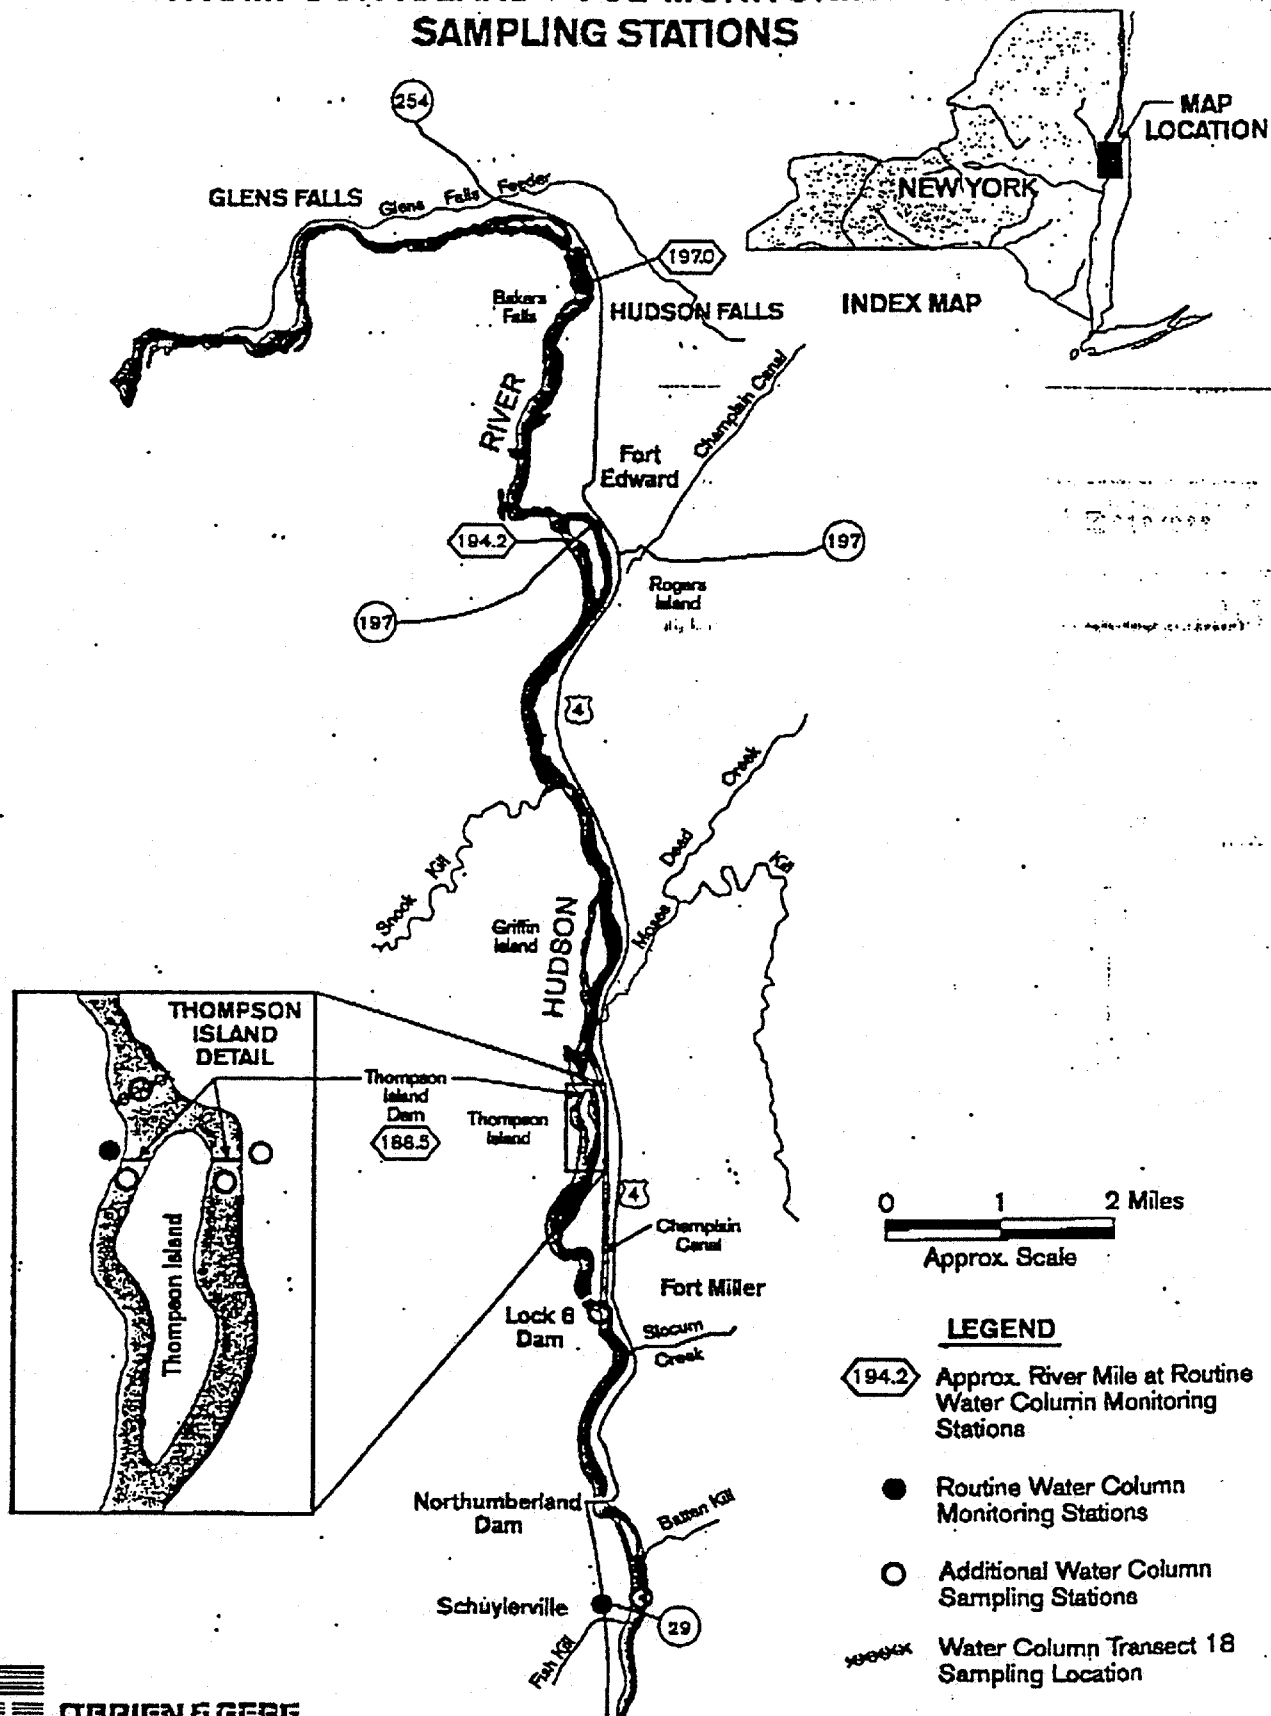 SAMPLING STATIONS
254
MAP
LOCATION
GLENS FALLS
Glens Falls Feeder
NEW YORK
197.0
Bakers
Falls
HUDSON FALLS
INDEX MAP
RIVER
Champlain Canal
Fort
Edward
194.2
197
Rogers
Island
197
4
Dead Creek
Snook Kill
Moses Kill
Griffin
Island
HUDSON
THOMPSON
ISLAND
DETAIL
Thompson
Island
Dam
188.5
Thompson
Island
Thompson Island
4
0 1 2 Miles
Approx. Scale
Champlain
Canal
Fort Miller
Lock 6
Dam
Slocum
Creek
LEGEND
194.2 Approx. River Mile at Routine
Water Column Monitoring
Stations
Routine Water Column
Monitoring Stations
Northumberland
Dam
Batten Kill
Additional Water Column
Sampling Stations
Schuylerville
29
Fish Kill
Water Column Transect 18
Sampling Location
O'BRIEN & GERE